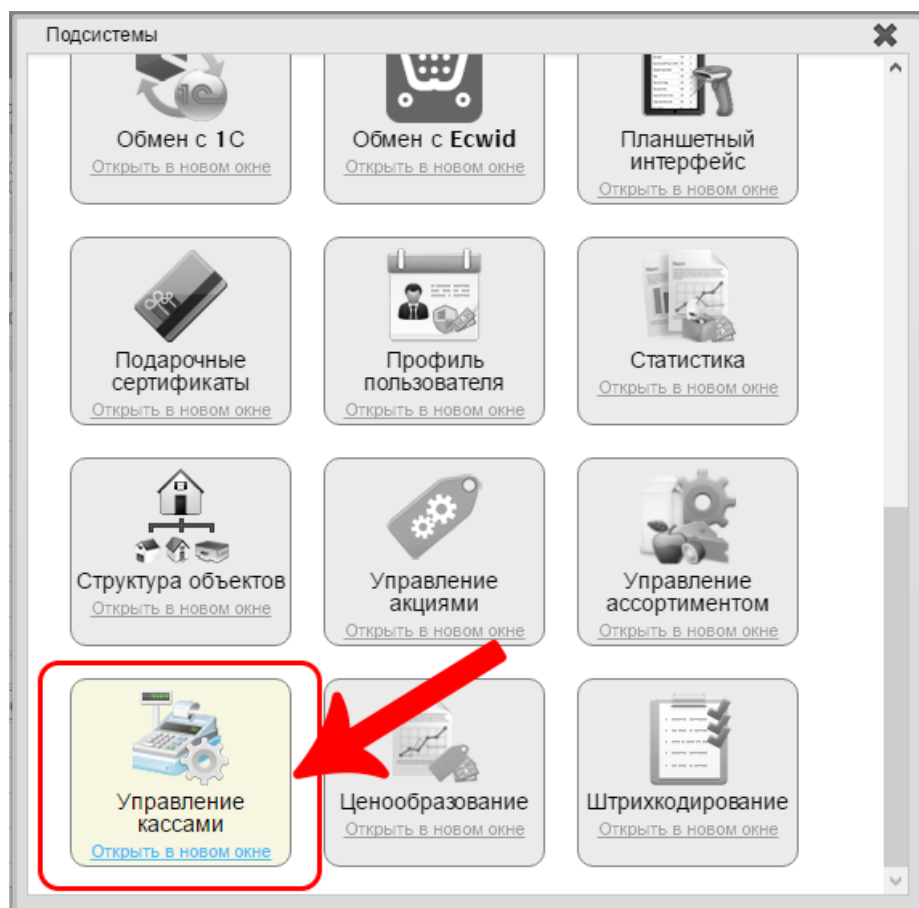 Подсистемы
1С
Обмен с 1С
Открыть в новом окне
Обмен с Ecwid
Открыть в новом окне
Планшетный
интерфейс
Открыть в новом окне
Подарочные
сертификаты
Открыть в новом окне
Профиль
пользователя
Открыть в новом окне
Статистика
Открыть в новом окне
Структура объектов
Открыть в новом окне
Управление
акциями
Открыть в новом окне
Управление
ассортиментом
Открыть в новом окне
Управление
кассами
Открыть в новом окне
Ценообразование
Открыть в новом окне
Штрихкодирование
Открыть в новом окне